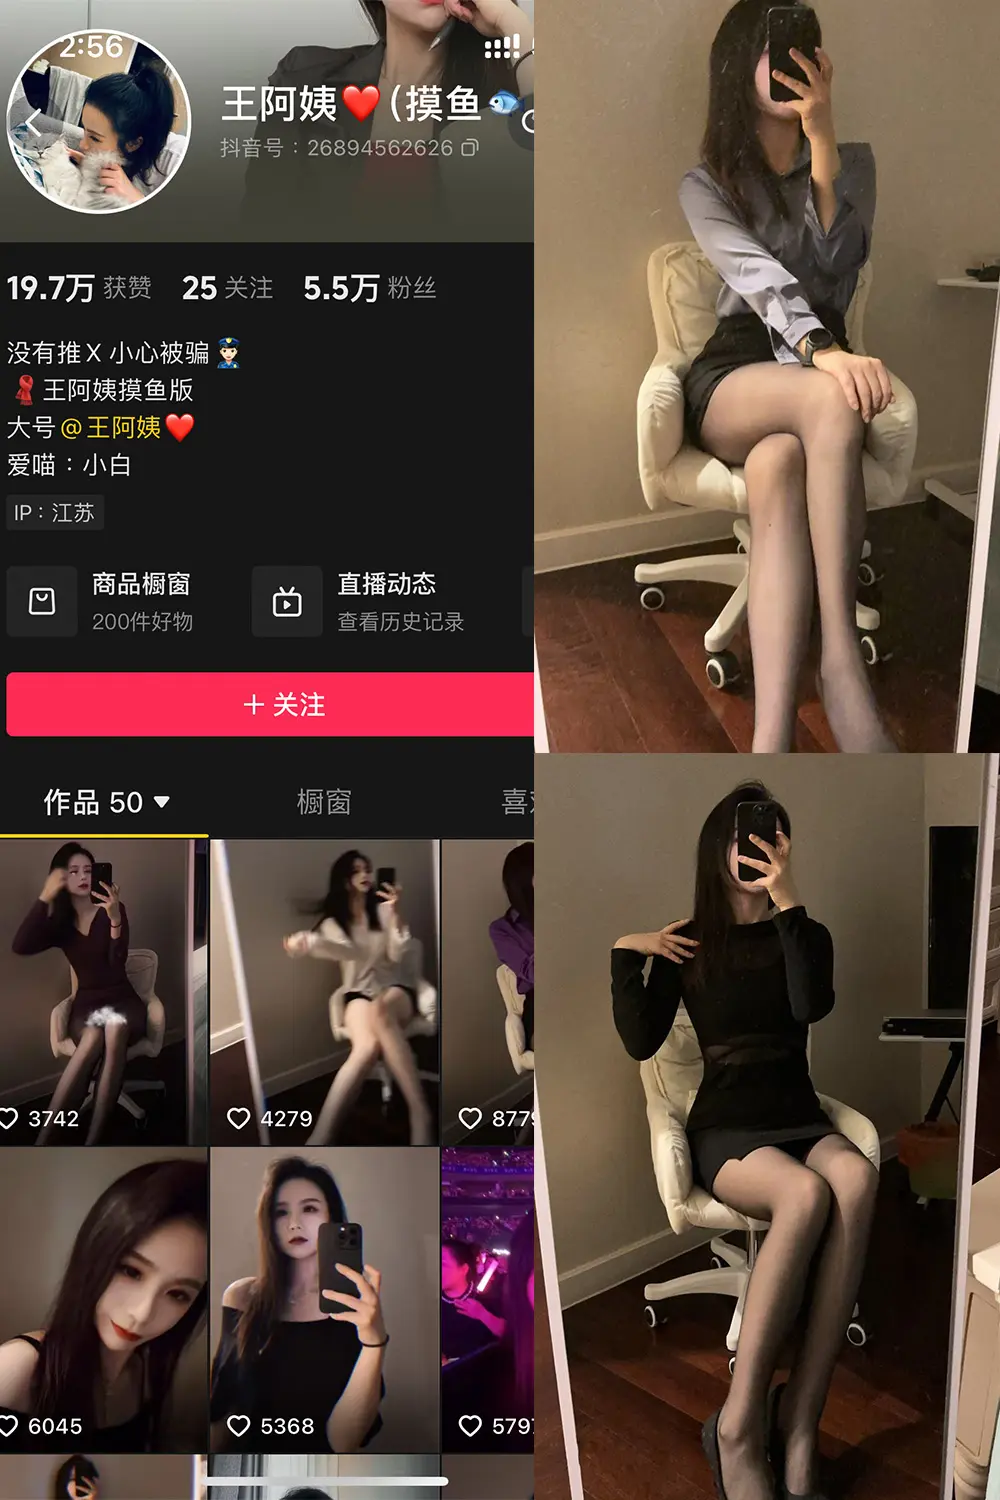 2:56
王阿姨❤️(摸鱼🐟
抖音号：26894562626
19.7万 获赞 25 关注 5.5万 粉丝
没有推X 小心被骗👮🏻
🧣王阿姨摸鱼版
大号@王阿姨❤️
爱喵：小白
IP：江苏
商品橱窗 直播动态
200件好物 查看历史记录
+ 关注
作品 50 ▼ 橱窗 喜
3742 4279 877
6045 5368 579